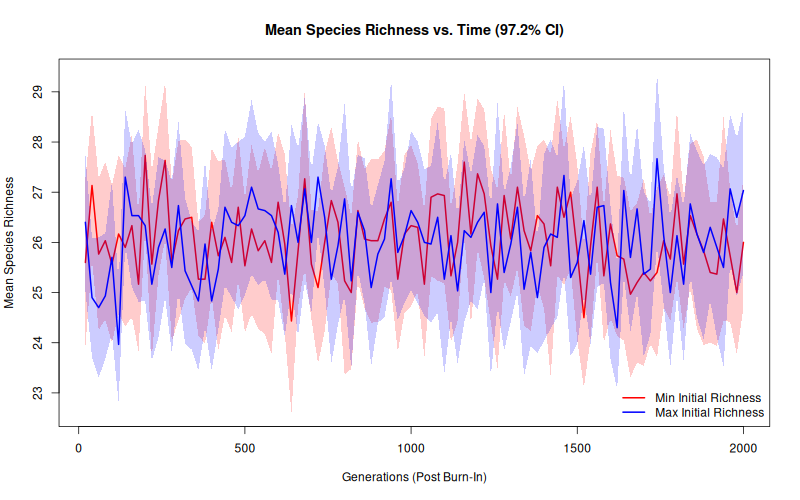 Mean Species Richness vs. Time (97.2% CI)
Mean Species Richness
29
28
27
26
25
24
23
Min Initial Richness
Max Initial Richness
0 500 1000 1500 2000
Generations (Post Burn-In)